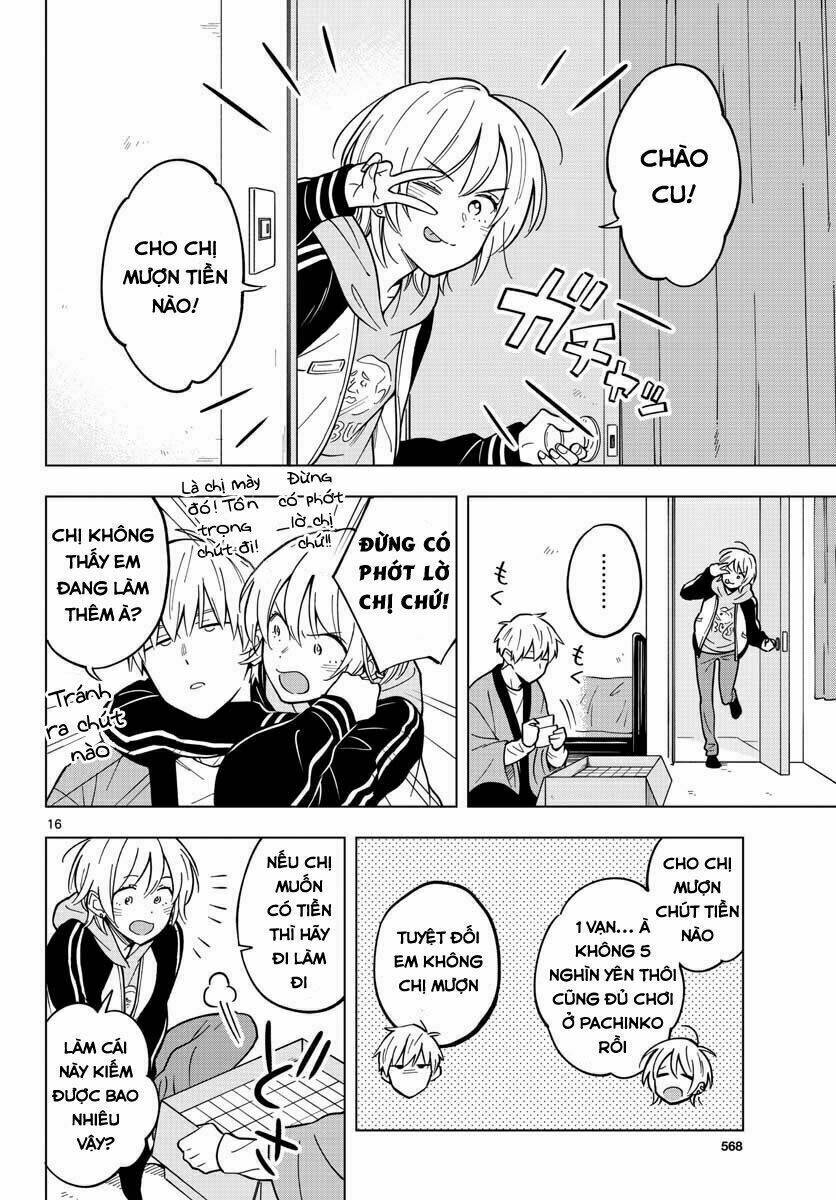 CHÀO
CU!
CHO CHỊ
MƯỢN TIỀN
NÀO!
ガチャッ
BU
………
もく
もく
ĐỪNG CÓ
PHỚT LỜ
CHỊ CHỨ!
Đừng
có phớt
lờ chị
chứ!!
Là chị mày
đó! Tôn
trọng
chút đi!
CHỊ KHÔNG
THẤY EM
ĐANG LÀM
THÊM À?
Tránh
ra chút
nào
16
CHO CHỊ
MƯỢN
CHÚT TIỀN
NÀO
1 VẠN... À
KHÔNG 5
NGHÌN YÊN THÔI
CŨNG ĐỦ CHƠI
Ở PACHINKO
RỒI
TUYỆT ĐỐI
EM KHÔNG
CHỊ MƯỢN
NẾU CHỊ
MUỐN
CÓ TIỀN
THÌ HÃY
ĐI LÀM
ĐI
LÀM CÁI
NÀY KIẾM
ĐƯỢC BAO
NHIÊU
VẬY?
568